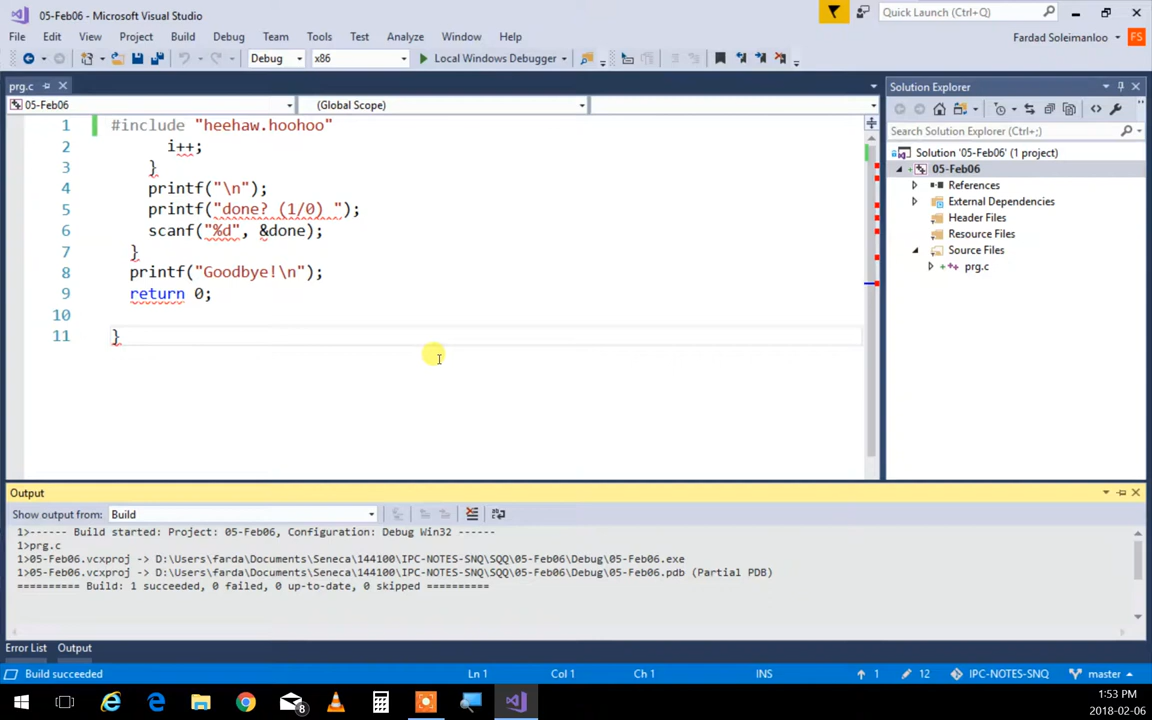 05-Feb06 - Microsoft Visual Studio
Quick Launch (Ctrl+Q)
File Edit View Project Build Debug Team Tools Test Analyze Window Help
Fardad Soleimanloo FS
Debug x86 Local Windows Debugger
prg.c
05-Feb06 (Global Scope)
1 #include "heehaw.hoohoo"
2 i++;
3 }
4 printf("\n");
5 printf("done? (1/0) ");
6 scanf("%d", &done);
7 }
8 printf("Goodbye!\n");
9 return 0;
10
11 }
Solution Explorer
Search Solution Explorer (Ctrl+;)
Solution '05-Feb06' (1 project)
05-Feb06
References
External Dependencies
Header Files
Resource Files
Source Files
prg.c
Output
Show output from: Build
1>------ Build started: Project: 05-Feb06, Configuration: Debug Win32 ------
1>prg.c
1>05-Feb06.vcxproj -> D:\Users\farda\Documents\Seneca\144100\IPC-NOTES-SNQ\SQQ\05-Feb06\Debug\05-Feb06.exe
1>05-Feb06.vcxproj -> D:\Users\farda\Documents\Seneca\144100\IPC-NOTES-SNQ\SQQ\05-Feb06\Debug\05-Feb06.pdb (Partial PDB)
========== Build: 1 succeeded, 0 failed, 0 up-to-date, 0 skipped ==========
Error List Output
Build succeeded Ln 1 Col 1 Ch 1 INS 1 12 IPC-NOTES-SNQ master
8
1:53 PM
2018-02-06